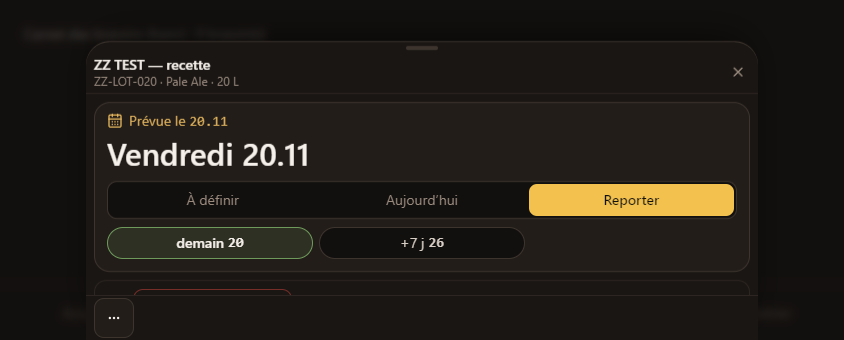 ZZ TEST — recette
ZZ-LOT-020 · Pale Ale · 20 L
Prévue le 20.11
Vendredi 20.11
À définir
Aujourd'hui
Reporter
demain 20
+7 j 26
...